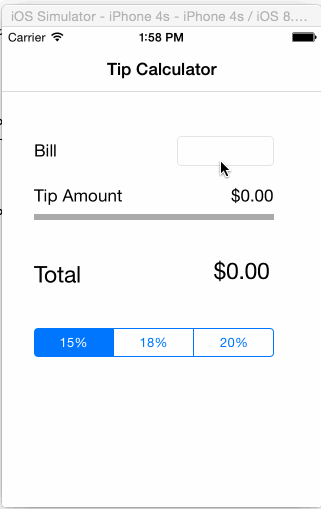 iOS Simulator - iPhone 4s - iPhone 4s / iOS 8....
Carrier 1:58 PM
Tip Calculator
Bill
Tip Amount $0.00
Total $0.00
15% 18% 20%